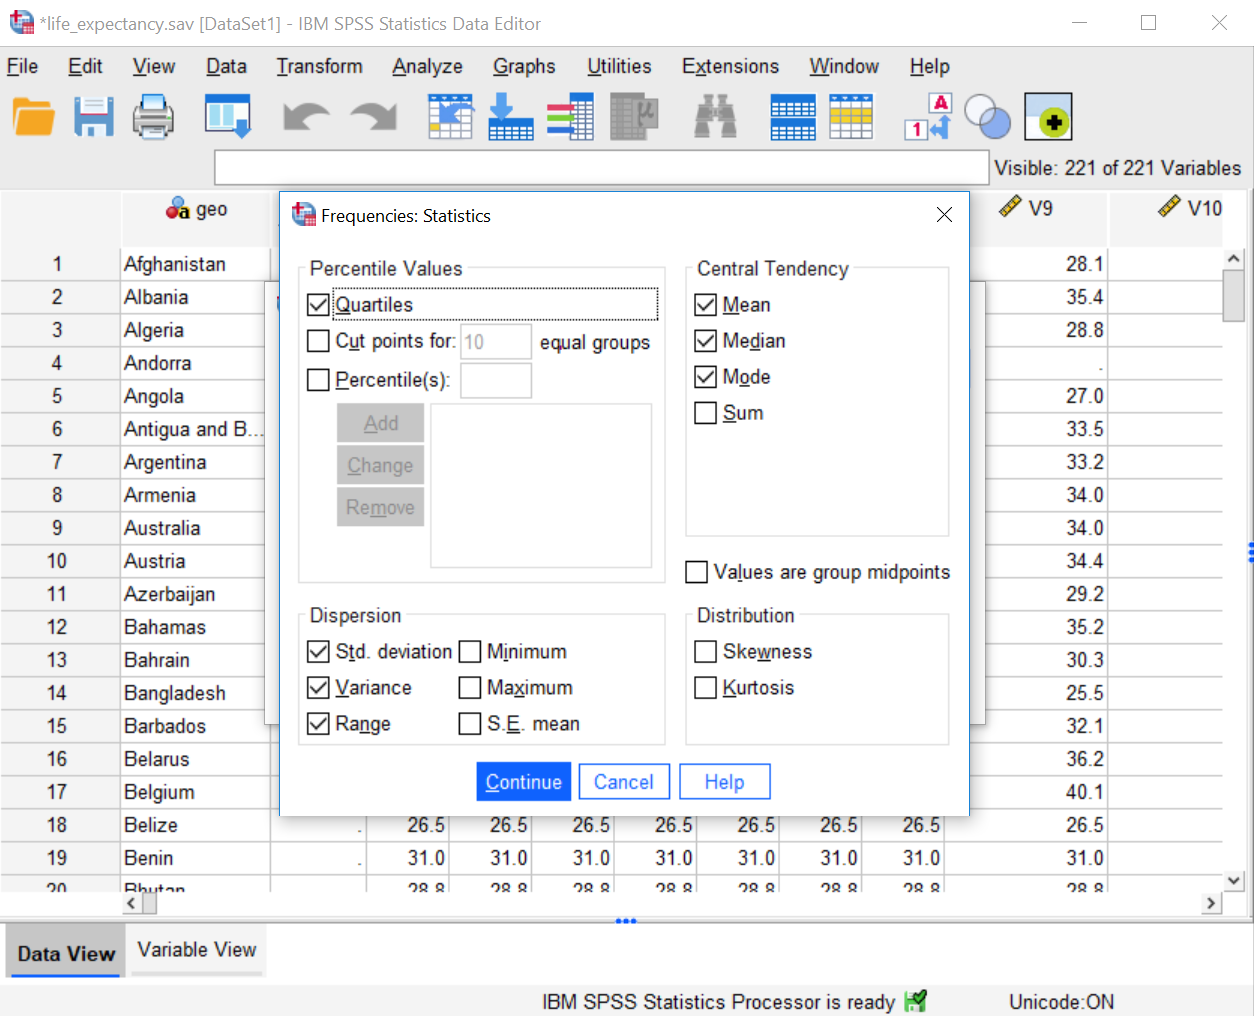 *life_expectancy.sav [DataSet1] - IBM SPSS Statistics Data Editor
File Edit View Data Transform Analyze Graphs Utilities Extensions Window Help
μ A 1
Visible: 221 of 221 Variables
a geo V9 V10
Frequencies: Statistics
Percentile Values
Quartiles
Cut points for: 10 equal groups
Percentile(s):
Add
Change
Remove
Central Tendency
Mean
Median
Mode
Sum
Values are group midpoints
Dispersion
Std. deviation Minimum
Variance Maximum
Range S.E. mean
Distribution
Skewness
Kurtosis
Continue Cancel Help
1 Afghanistan 28.1
2 Albania 35.4
3 Algeria 28.8
4 Andorra .
5 Angola 27.0
6 Antigua and B... 33.5
7 Argentina 33.2
8 Armenia 34.0
9 Australia 34.0
10 Austria 34.4
11 Azerbaijan 29.2
12 Bahamas 35.2
13 Bahrain 30.3
14 Bangladesh 25.5
15 Barbados 32.1
16 Belarus 36.2
17 Belgium 40.1
18 Belize . 26.5 26.5 26.5 26.5 26.5 26.5 26.5 26.5
19 Benin . 31.0 31.0 31.0 31.0 31.0 31.0 31.0 31.0
20 Bhutan 28.8 28.8 28.8 28.8 28.8 28.8 28.8 28.8
Data View Variable View
IBM SPSS Statistics Processor is ready Unicode:ON